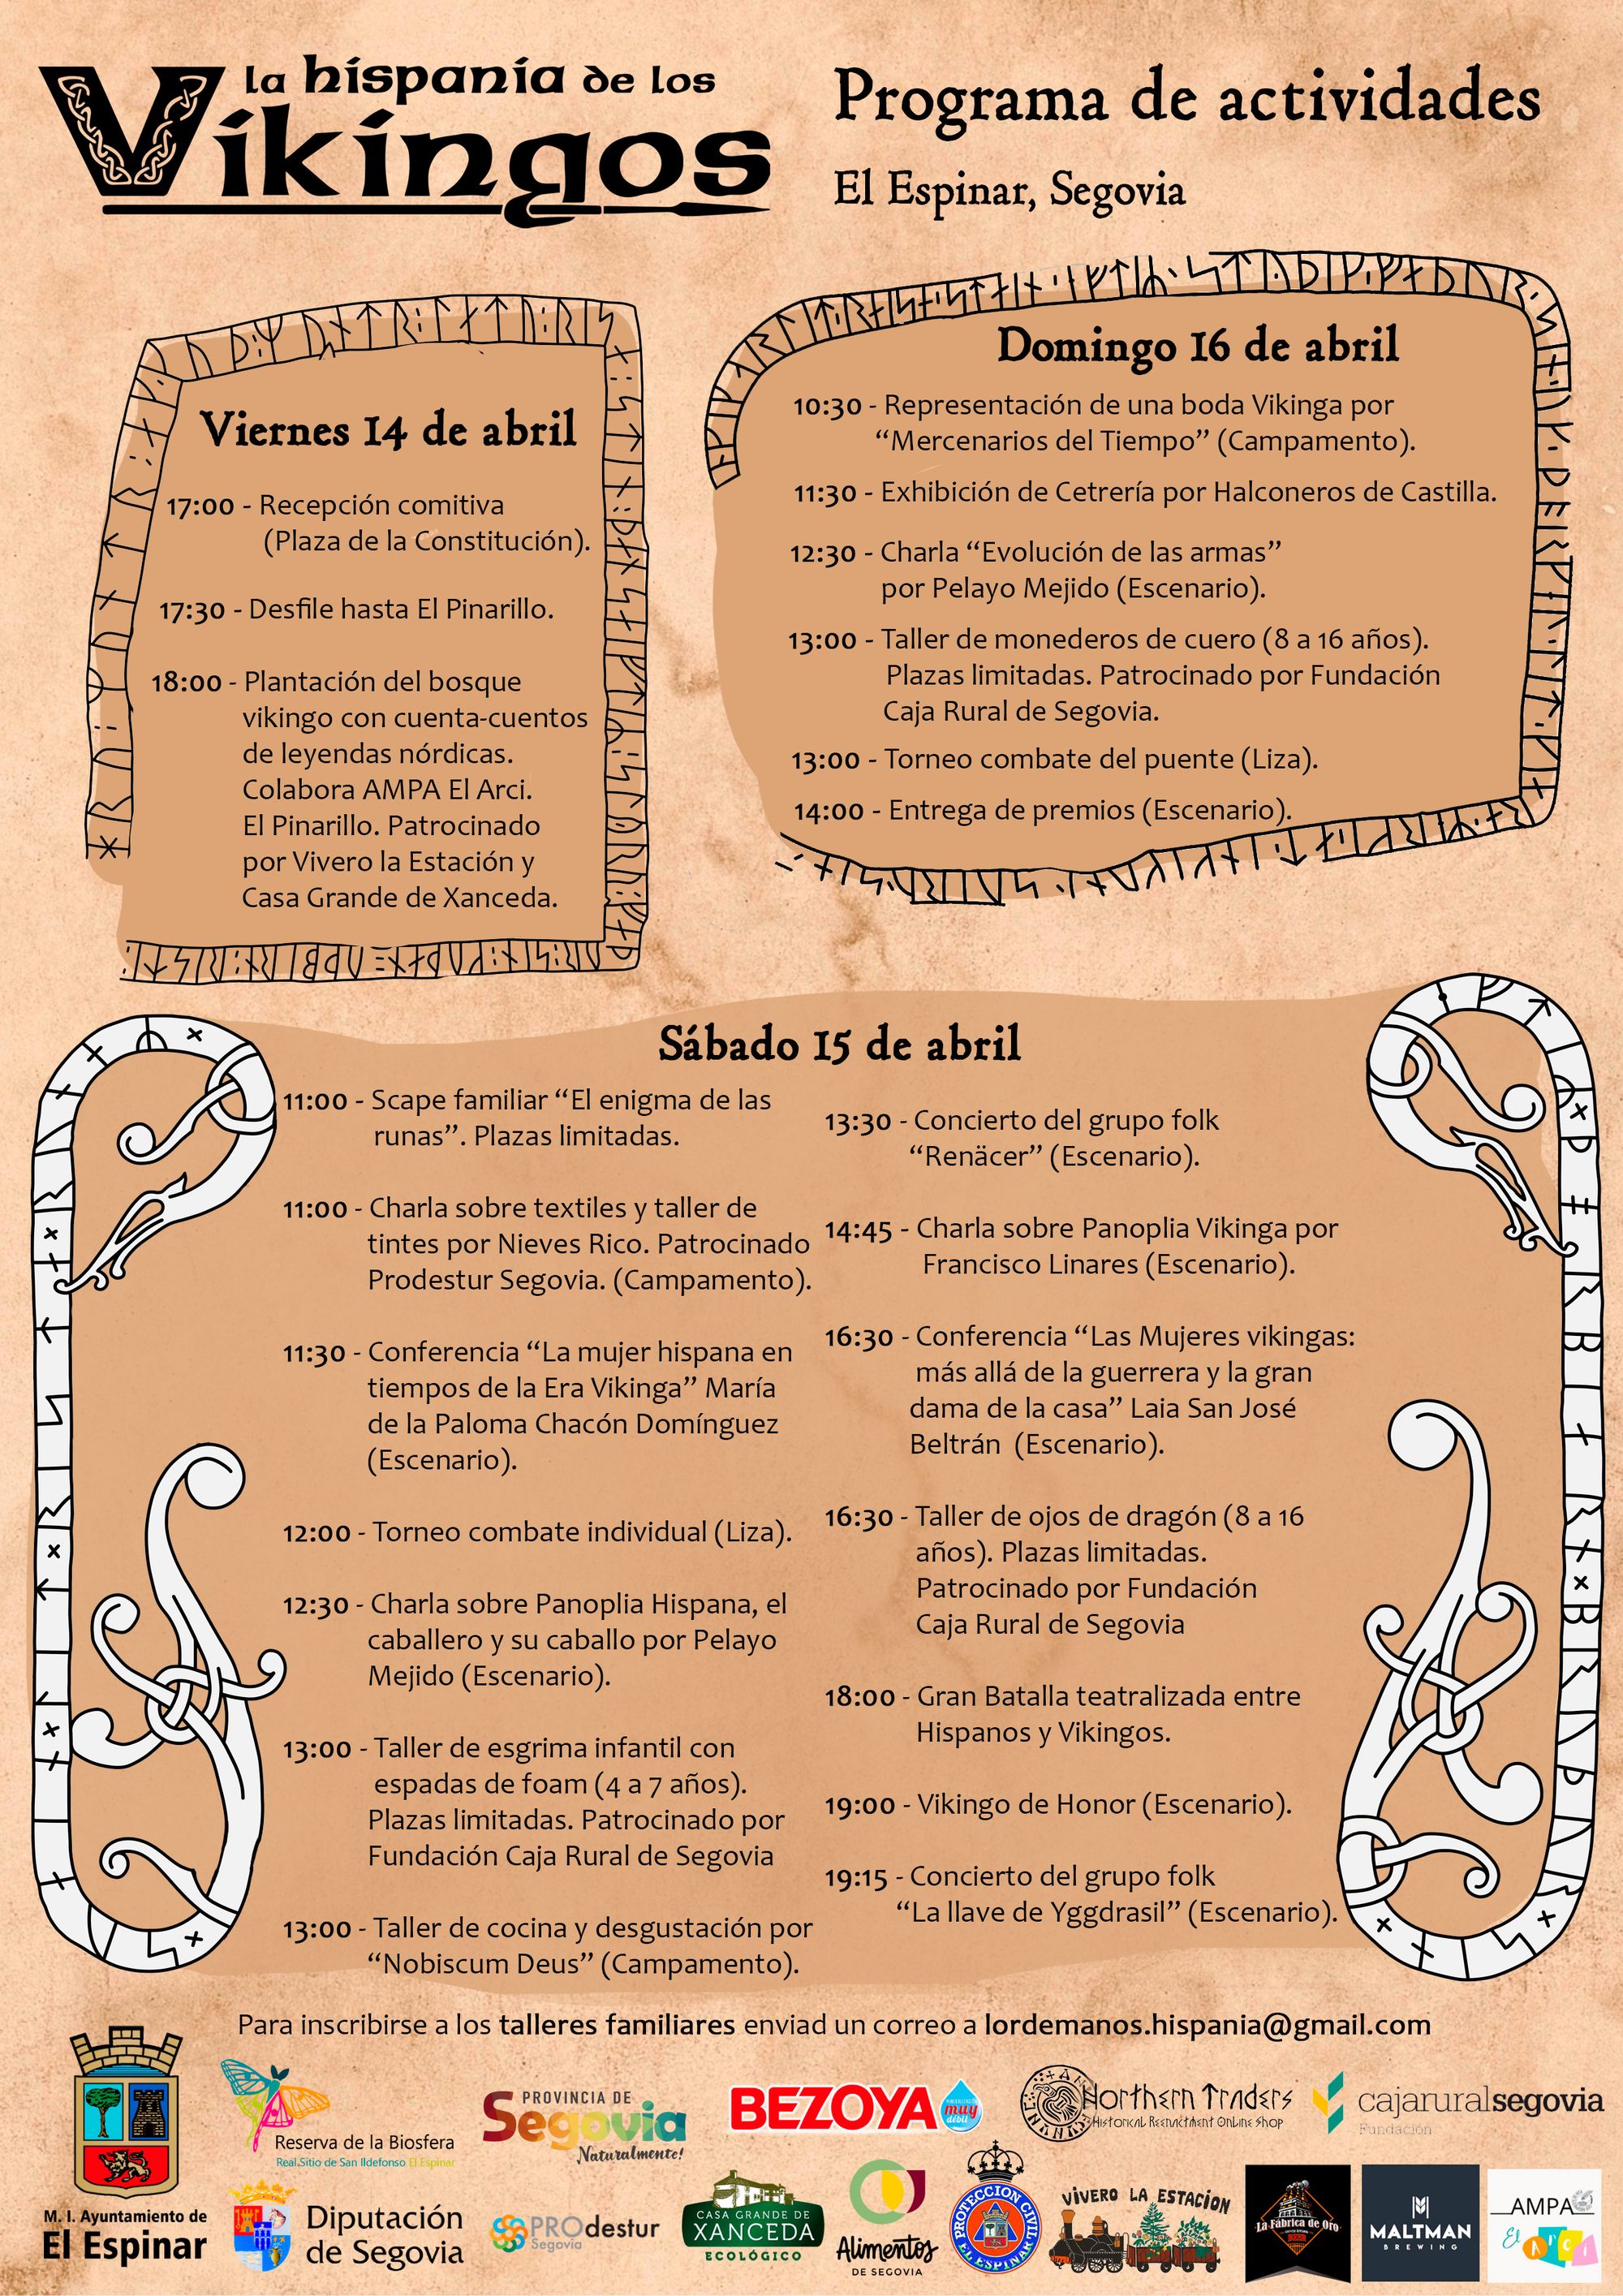 la hispania de los
Vikingos
Programa de actividades
El Espinar, Segovia
Viernes 14 de abril
17:00 - Recepción comitiva
(Plaza de la Constitución).
17:30 - Desfile hasta El Pinarillo.
18:00 - Plantación del bosque
vikingo con cuenta-cuentos
de leyendas nórdicas.
Colabora AMPA El Arci.
El Pinarillo. Patrocinado
por Vivero la Estación y
Casa Grande de Xanceda.
Domingo 16 de abril
10:30 - Representación de una boda Vikinga por
“Mercenarios del Tiempo” (Campamento).
11:30 - Exhibición de Cetrería por Halconeros de Castilla.
12:30 - Charla “Evolución de las armas”
por Pelayo Mejido (Escenario).
13:00 - Taller de monederos de cuero (8 a 16 años).
Plazas limitadas. Patrocinado por Fundación
Caja Rural de Segovia.
13:00 - Torneo combate del puente (Liza).
14:00 - Entrega de premios (Escenario).
Sábado 15 de abril
11:00 - Scape familiar “El enigma de las
runas”. Plazas limitadas.
11:00 - Charla sobre textiles y taller de
tintes por Nieves Rico. Patrocinado
Prodestur Segovia. (Campamento).
11:30 - Conferencia “La mujer hispana en
tiempos de la Era Vikinga” María
de la Paloma Chacón Domínguez
(Escenario).
12:00 - Torneo combate individual (Liza).
12:30 - Charla sobre Panoplia Hispana, el
caballero y su caballo por Pelayo
Mejido (Escenario).
13:00 - Taller de esgrima infantil con
espadas de foam (4 a 7 años).
Plazas limitadas. Patrocinado por
Fundación Caja Rural de Segovia
13:00 - Taller de cocina y desgustación por
“Nobiscum Deus” (Campamento).
13:30 - Concierto del grupo folk
“Renäcer” (Escenario).
14:45 - Charla sobre Panoplia Vikinga por
Francisco Linares (Escenario).
16:30 - Conferencia “Las Mujeres vikingas:
más allá de la guerrera y la gran
dama de la casa” Laia San José
Beltrán (Escenario).
16:30 - Taller de ojos de dragón (8 a 16
años). Plazas limitadas.
Patrocinado por Fundación
Caja Rural de Segovia
18:00 - Gran Batalla teatralizada entre
Hispanos y Vikingos.
19:00 - Vikingo de Honor (Escenario).
19:15 - Concierto del grupo folk
“La llave de Yggdrasil” (Escenario).
Para inscribirse a los talleres familiares enviad un correo a lordemanos.hispania@gmail.com
M. I. Ayuntamiento de
El Espinar
Reserva de la Biosfera
Real Sitio de San Ildefonso El Espinar
PROVINCIA DE
Segovia
Naturalmente!
BEZOYA
muy
débil
Northern Traders
Historical Reenactment Online Shop
cajaruralsegovia
Fundación
Diputación
de Segovia
PROdestur
Segovia
CASA GRANDE DE
XANCEDA
ECOLÓGICO
Alimentos
DE SEGOVIA
PROTECCION CIVIL
EL ESPINAR
VIVERO LA ESTACION
La Fábrica de Oro
MALTMAN
BREWING
AMPA
El ARCI